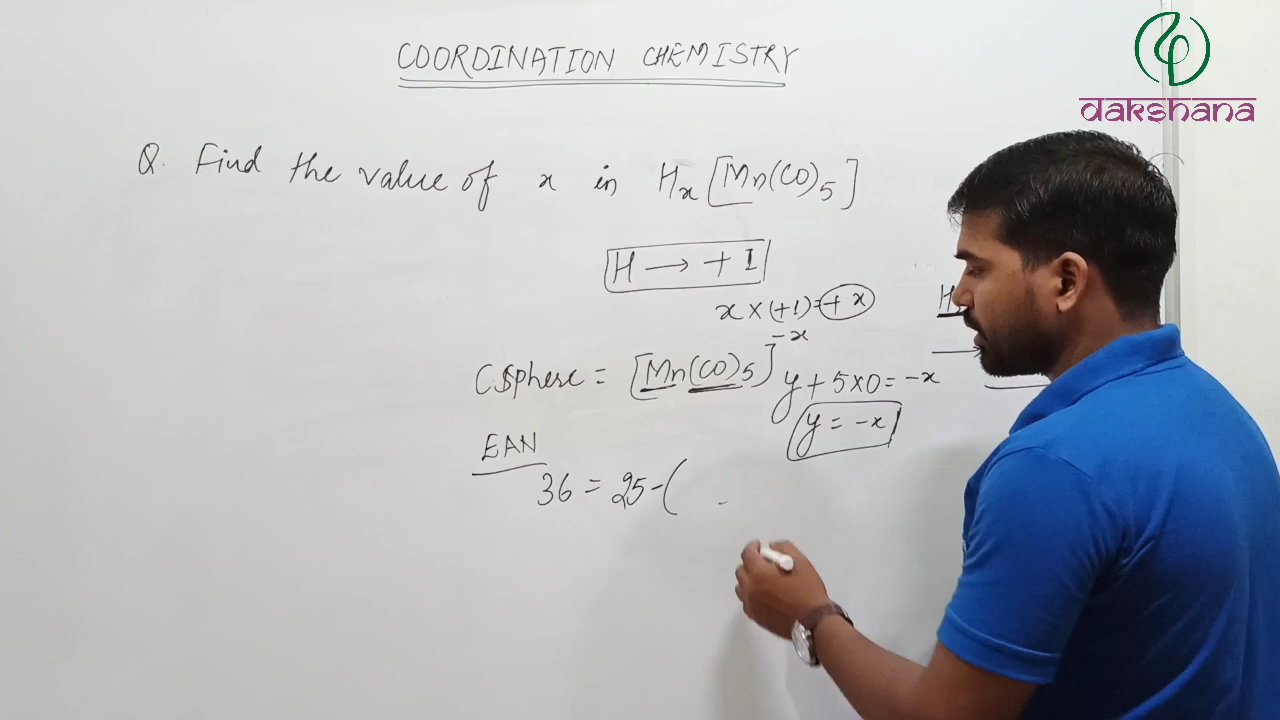 dakshana
COORDINATION CHEMISTRY
Q. Find the value of x in Hx[Mn(CO)5]
H → +1
x×(+1)=+x
C.Sphere = [Mn(CO)5]-x
y+5×0=-x
y=-x
EAN
36=25-(
H